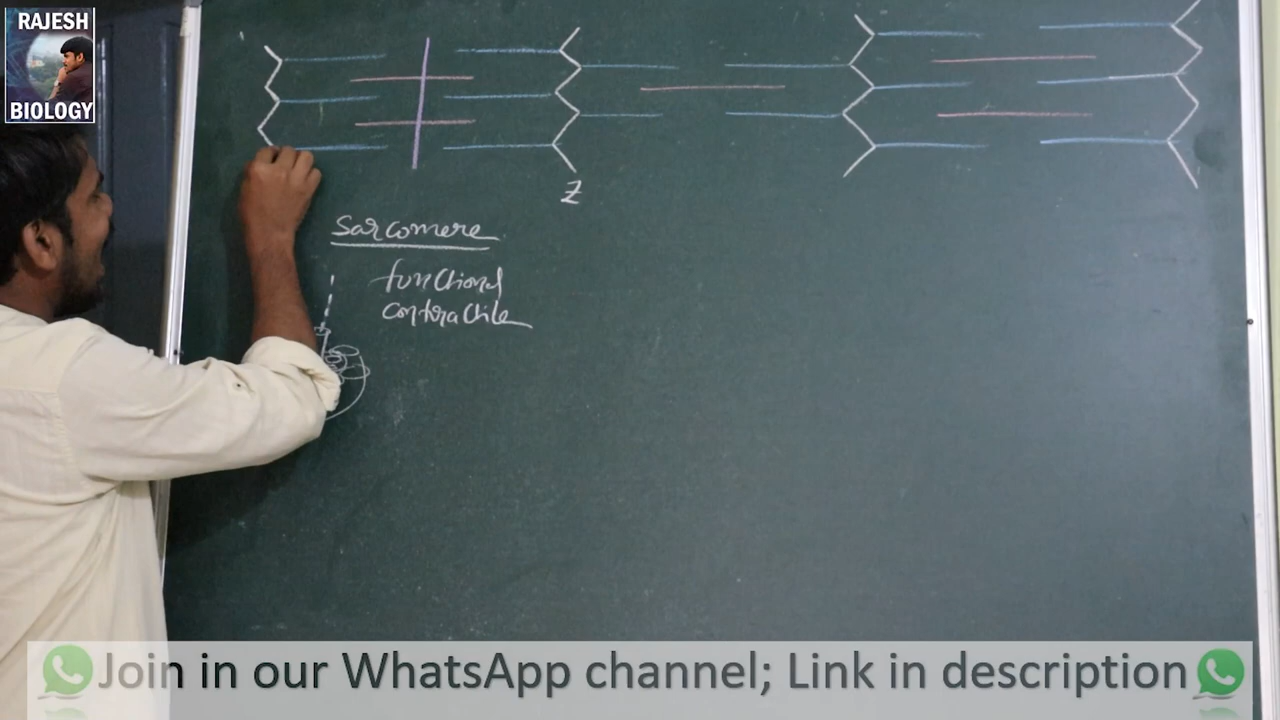 RAJESH
BIOLOGY
Z
Sarcomere
functional
contractile
Join in our WhatsApp channel; Link in description